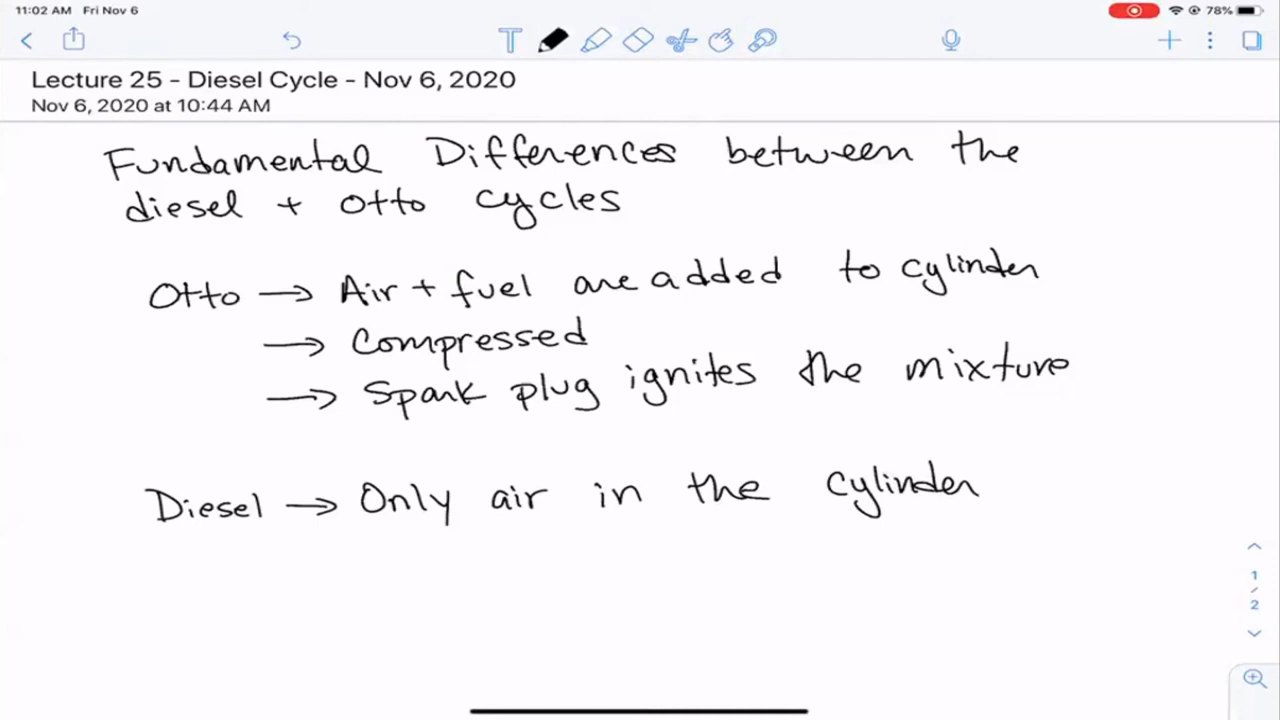 11:02 AM Fri Nov 6
78%
Lecture 25 - Diesel Cycle - Nov 6, 2020
Nov 6, 2020 at 10:44 AM
Fundamental Differences between the
diesel + Otto cycles
Otto → Air + fuel are added to cylinder
→ Compressed
→ Spark plug ignites the mixture
Diesel → Only air in the cylinder
1
/
2